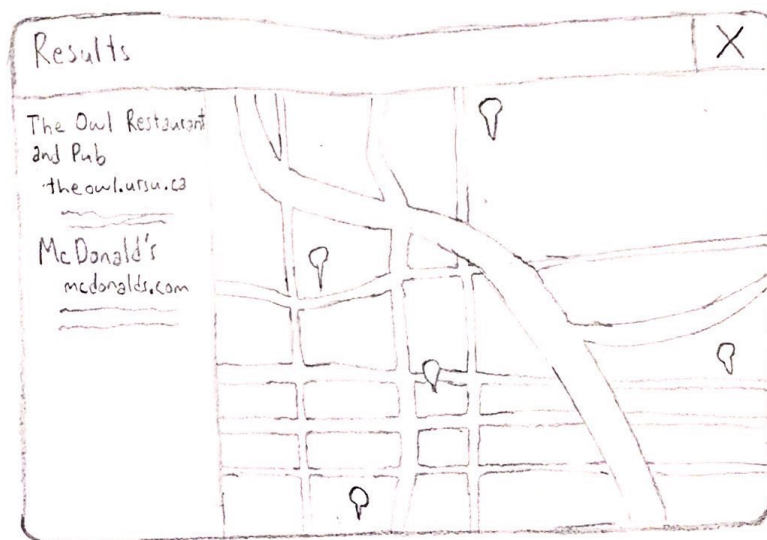 Results
X
The Owl Restaurant
and Pub
theowl.ursu.ca
McDonald's
mcdonalds.com